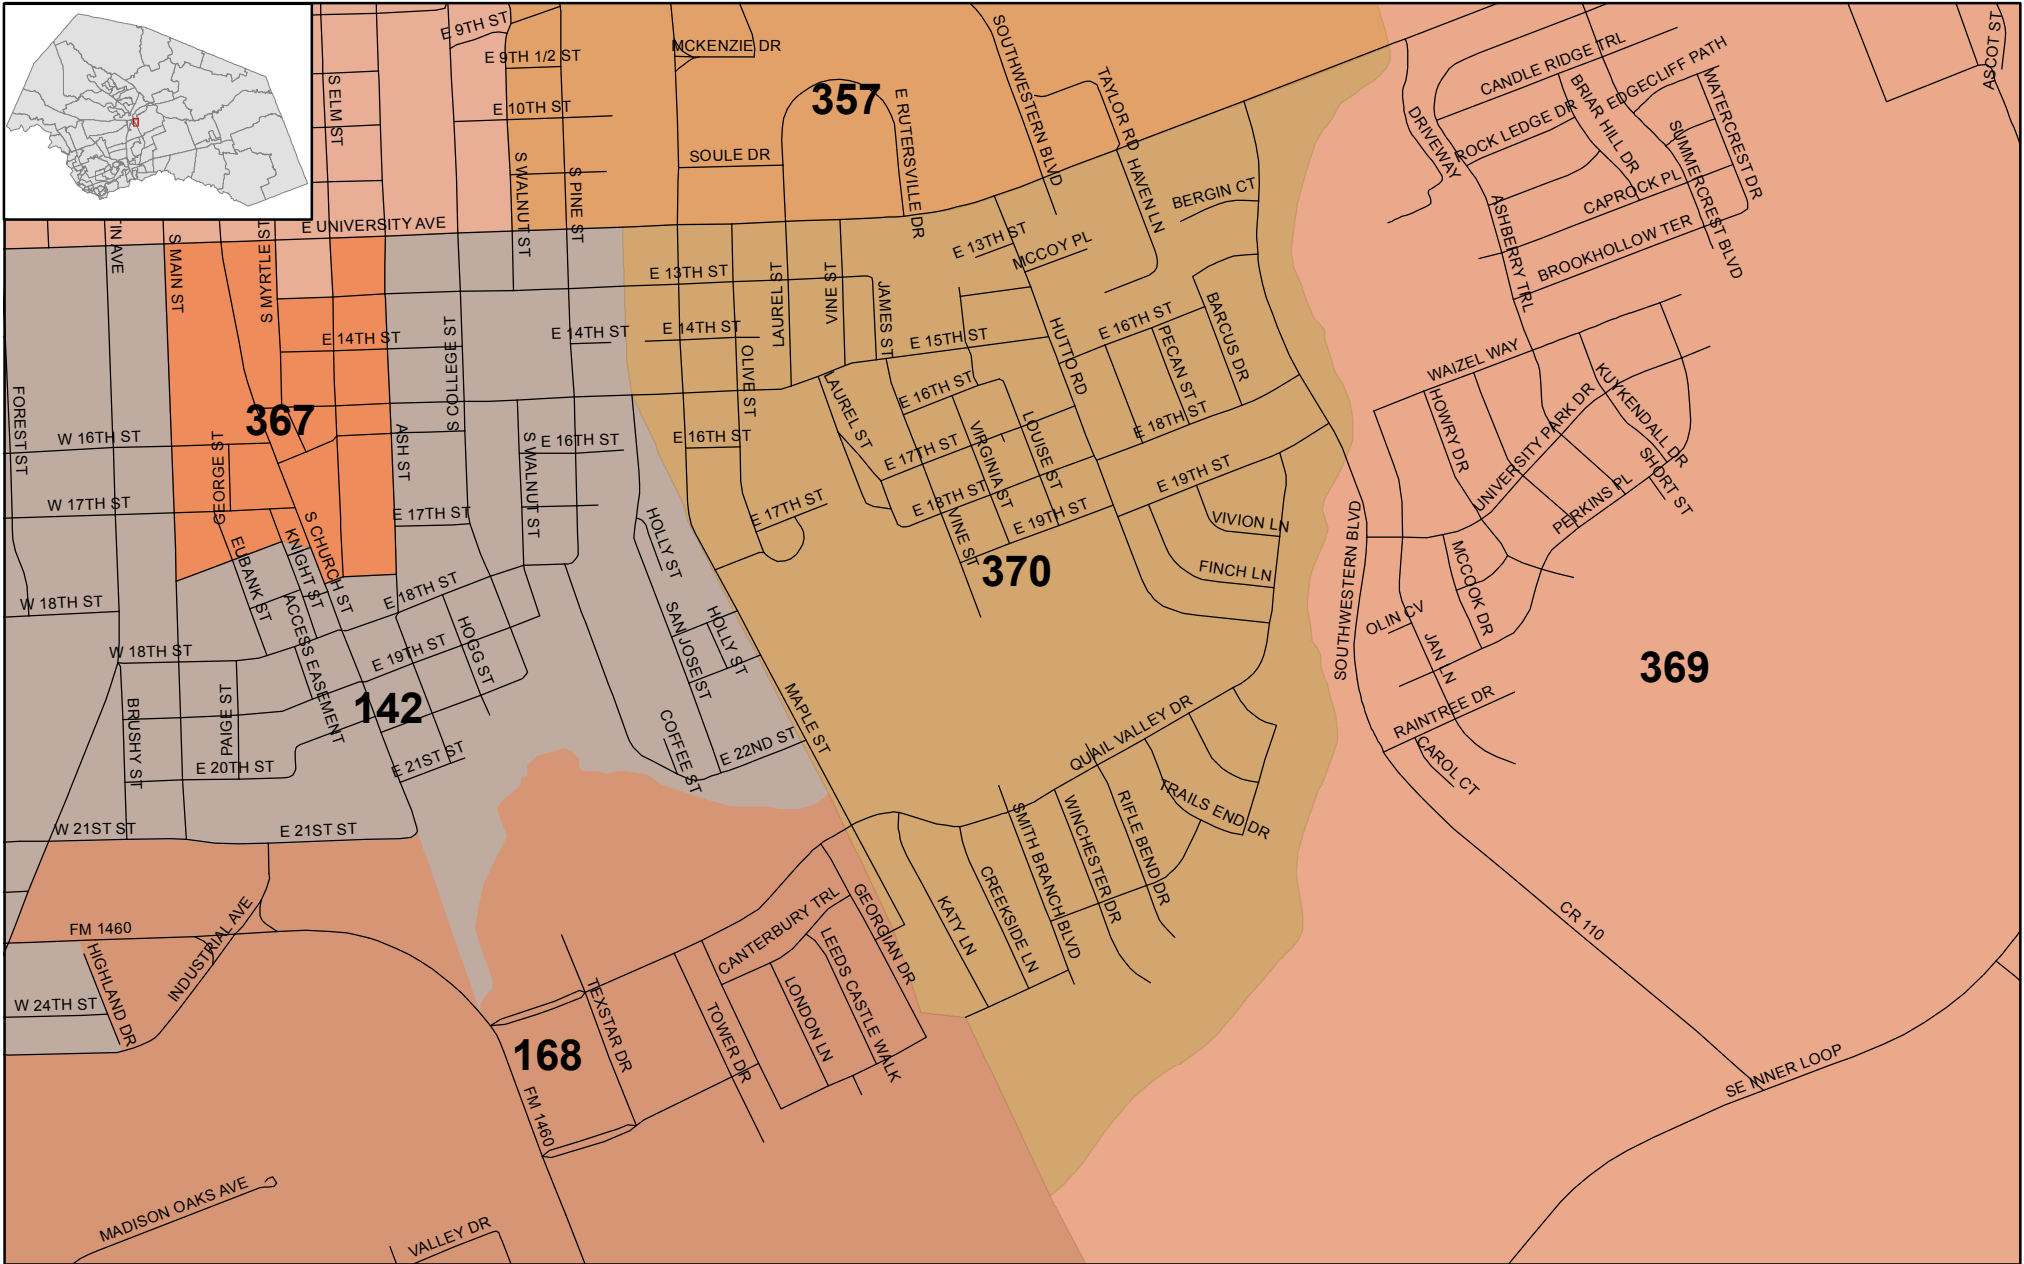 E 9TH ST
MCKENZIE DR
SOUTHWESTERN BLVD
ASCOT ST
E 9TH 1/2 ST
CANDLE RIDGE TRL
EDGECLIFF PATH
S ELM ST
357
TAYLOR RD
BRIAR HILL DR
WATERCREST DR
E 10TH ST
E RUTERSVILLE DR
DRIVEWAY
ROCK LEDGE DR
SUMMERCREST BLVD
SOULE DR
S WALNUT ST
S PINE ST
HAVEN LN
BERGIN CT
CAPROCK PL
ASHBERRY TRL
E UNIVERSITY AVE
TIN AVE
S MAIN ST
S MYRTLE ST
E 13TH ST
MCCOY PL
BROOKHOLLOW TER
E 13TH ST
LAUREL ST
VINE ST
JAMES ST
BARCUS DR
E 14TH ST
S COLLEGE ST
E 14TH ST
E 14TH ST
OLIVE ST
E 15TH ST
HUTTO RD
E 16TH ST
PECAN ST
WAIZEL WAY
KUYKENDALL DR
FOREST ST
367
LAUREL ST
E 16TH ST
HOWRY DR
UNIVERSITY PARK DR
W 16TH ST
GEORGE ST
ASH ST
S WALNUT ST
E 16TH ST
E 16TH ST
E 17TH ST
VIRGINIA ST
LOUISE ST
E 18TH ST
SHORT ST
W 17TH ST
E 17TH ST
E 17TH ST
E 18TH ST
E 19TH ST
E 19TH ST
VIVION LN
PERKINS PL
S CHURCH ST
KNIGHT ST
EUBANK ST
HOLLY ST
VINE ST
370
FINCH LN
SOUTHWESTERN BLVD
MCCOOK DR
W 18TH ST
ACCESS EASEMENT
E 18TH ST
HOGG ST
SAN JOSE ST
HOLLY ST
OLIN CV
JAN LN
W 18TH ST
E 19TH ST
369
BRUSHY ST
PAIGE ST
142
MAPLE ST
QUAIL VALLEY DR
RAINTREE DR
CAROL CT
E 20TH ST
E 21ST ST
COFFEE ST
E 22ND ST
TRAILS END DR
W 21ST ST
E 21ST ST
SMITH BRANCH BLVD
WINCHESTER DR
RIFLE BEND DR
FM 1460
INDUSTRIAL AVE
CANTERBURY TRL
GEORGIAN DR
KATY LN
CREEKSIDE LN
CR 110
HIGHLAND DR
LEEDS CASTLE WALK
W 24TH ST
TEXSTAR DR
TOWER DR
LONDON LN
168
SE INNER LOOP
FM 1460
MADISON OAKS AVE
VALLEY DR